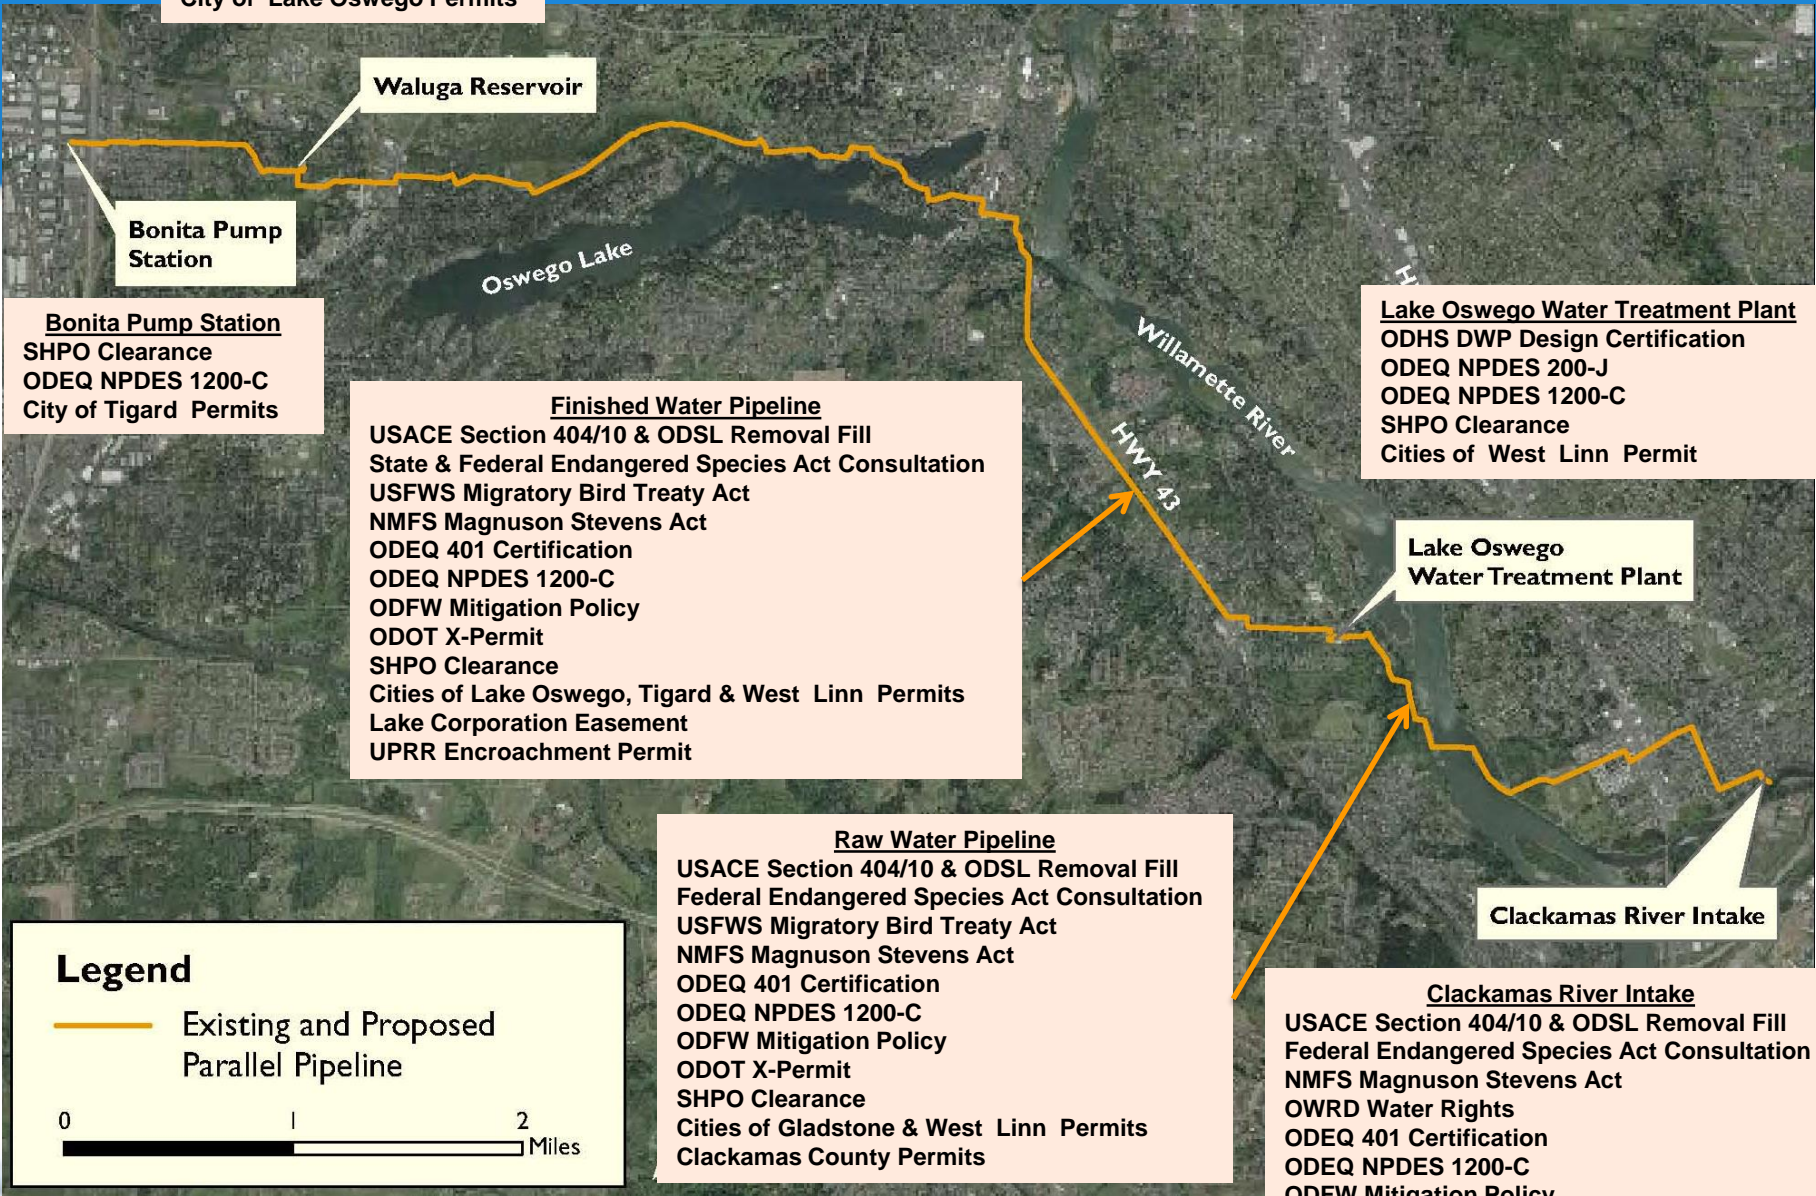 City of Lake Oswego Permits
Waluga Reservoir
Bonita Pump
Station
Oswego Lake
Bonita Pump Station
SHPO Clearance
ODEQ NPDES 1200-C
City of Tigard Permits
Willamette River
HWY 43
Lake Oswego Water Treatment Plant
ODHS DWP Design Certification
ODEQ NPDES 200-J
ODEQ NPDES 1200-C
SHPO Clearance
Cities of West Linn Permit
Finished Water Pipeline
USACE Section 404/10 & ODSL Removal Fill
State & Federal Endangered Species Act Consultation
USFWS Migratory Bird Treaty Act
NMFS Magnuson Stevens Act
ODEQ 401 Certification
ODEQ NPDES 1200-C
ODFW Mitigation Policy
ODOT X-Permit
SHPO Clearance
Cities of Lake Oswego, Tigard & West Linn Permits
Lake Corporation Easement
UPRR Encroachment Permit
Lake Oswego
Water Treatment Plant
Clackamas River Intake
Raw Water Pipeline
USACE Section 404/10 & ODSL Removal Fill
Federal Endangered Species Act Consultation
USFWS Migratory Bird Treaty Act
NMFS Magnuson Stevens Act
ODEQ 401 Certification
ODEQ NPDES 1200-C
ODFW Mitigation Policy
ODOT X-Permit
SHPO Clearance
Cities of Gladstone & West Linn Permits
Clackamas County Permits
Clackamas River Intake
USACE Section 404/10 & ODSL Removal Fill
Federal Endangered Species Act Consultation
NMFS Magnuson Stevens Act
OWRD Water Rights
ODEQ 401 Certification
ODEQ NPDES 1200-C
ODFW Mitigation Policy
Legend
Existing and Proposed
Parallel Pipeline
0 1 2
Miles